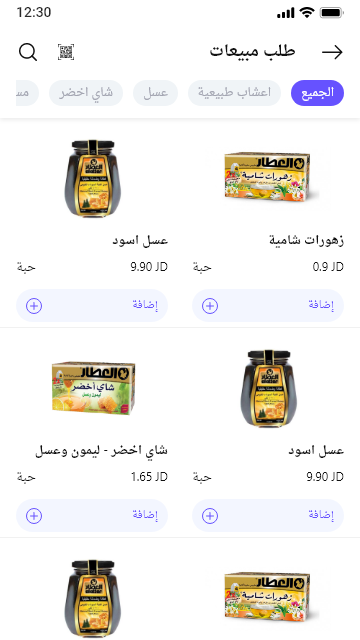 12:30
طلب مبيعات
الجميع
اعشاب طبيعية
عسل
شاي اخضر
مس
العطار
زهورات شامية
العطار
زهورات شامية
0.9 JD
حبة
إضافة
عسل اسود
9.90 JD
حبة
إضافة
العطار
العطار
شاي أخضر
ليمون وعسل
عسل اسود
9.90 JD
حبة
إضافة
شاي اخضر - ليمون وعسل
1.65 JD
حبة
إضافة
العطار
زهورات شامية
العطار